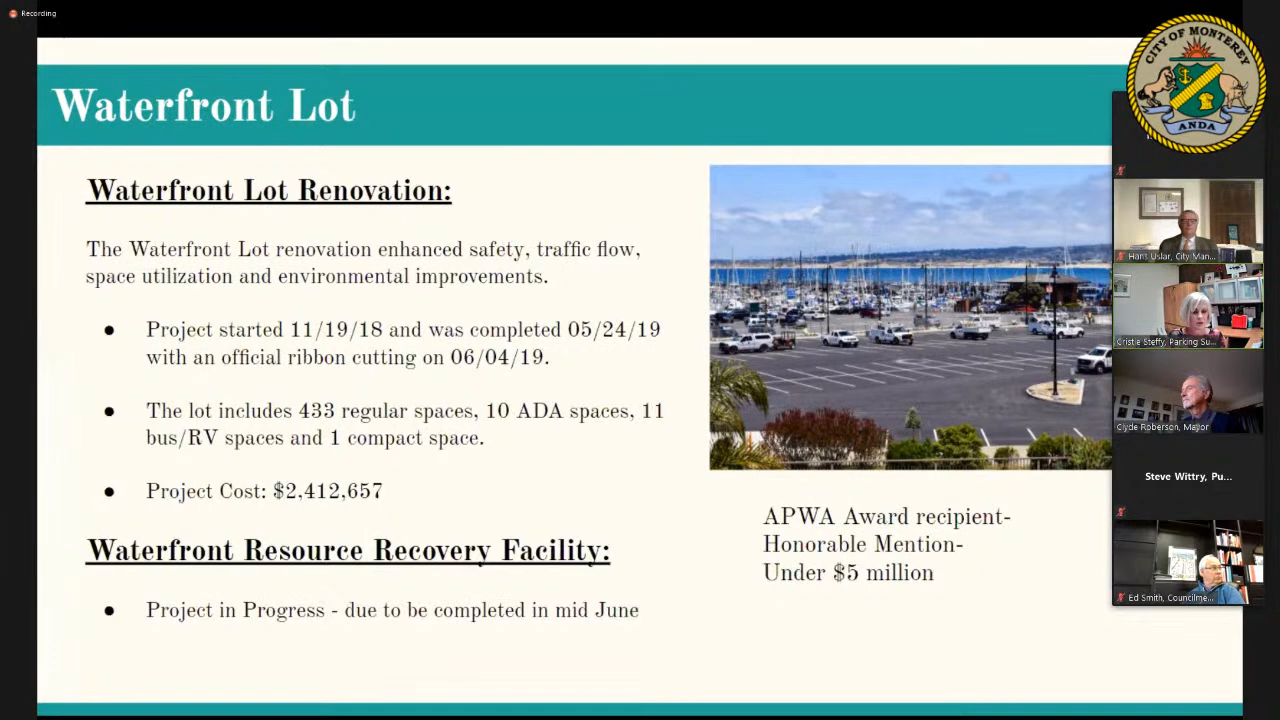 Recording
CITY OF MONTEREY
ANDA
Waterfront Lot
Waterfront Lot Renovation:
The Waterfront Lot renovation enhanced safety, traffic flow,
space utilization and environmental improvements.
● Project started 11/19/18 and was completed 05/24/19
with an official ribbon cutting on 06/04/19.
● The lot includes 433 regular spaces, 10 ADA spaces, 11
bus/RV spaces and 1 compact space.
● Project Cost: $2,412,657
Waterfront Resource Recovery Facility:
● Project in Progress - due to be completed in mid June
APWA Award recipient-
Honorable Mention-
Under $5 million
Hans Uslar, City Man...
Cristie Steffy, Parking Su...
Clyde Roberson, Mayor
Steve Wittry, Pu...
Ed Smith, Councilme...